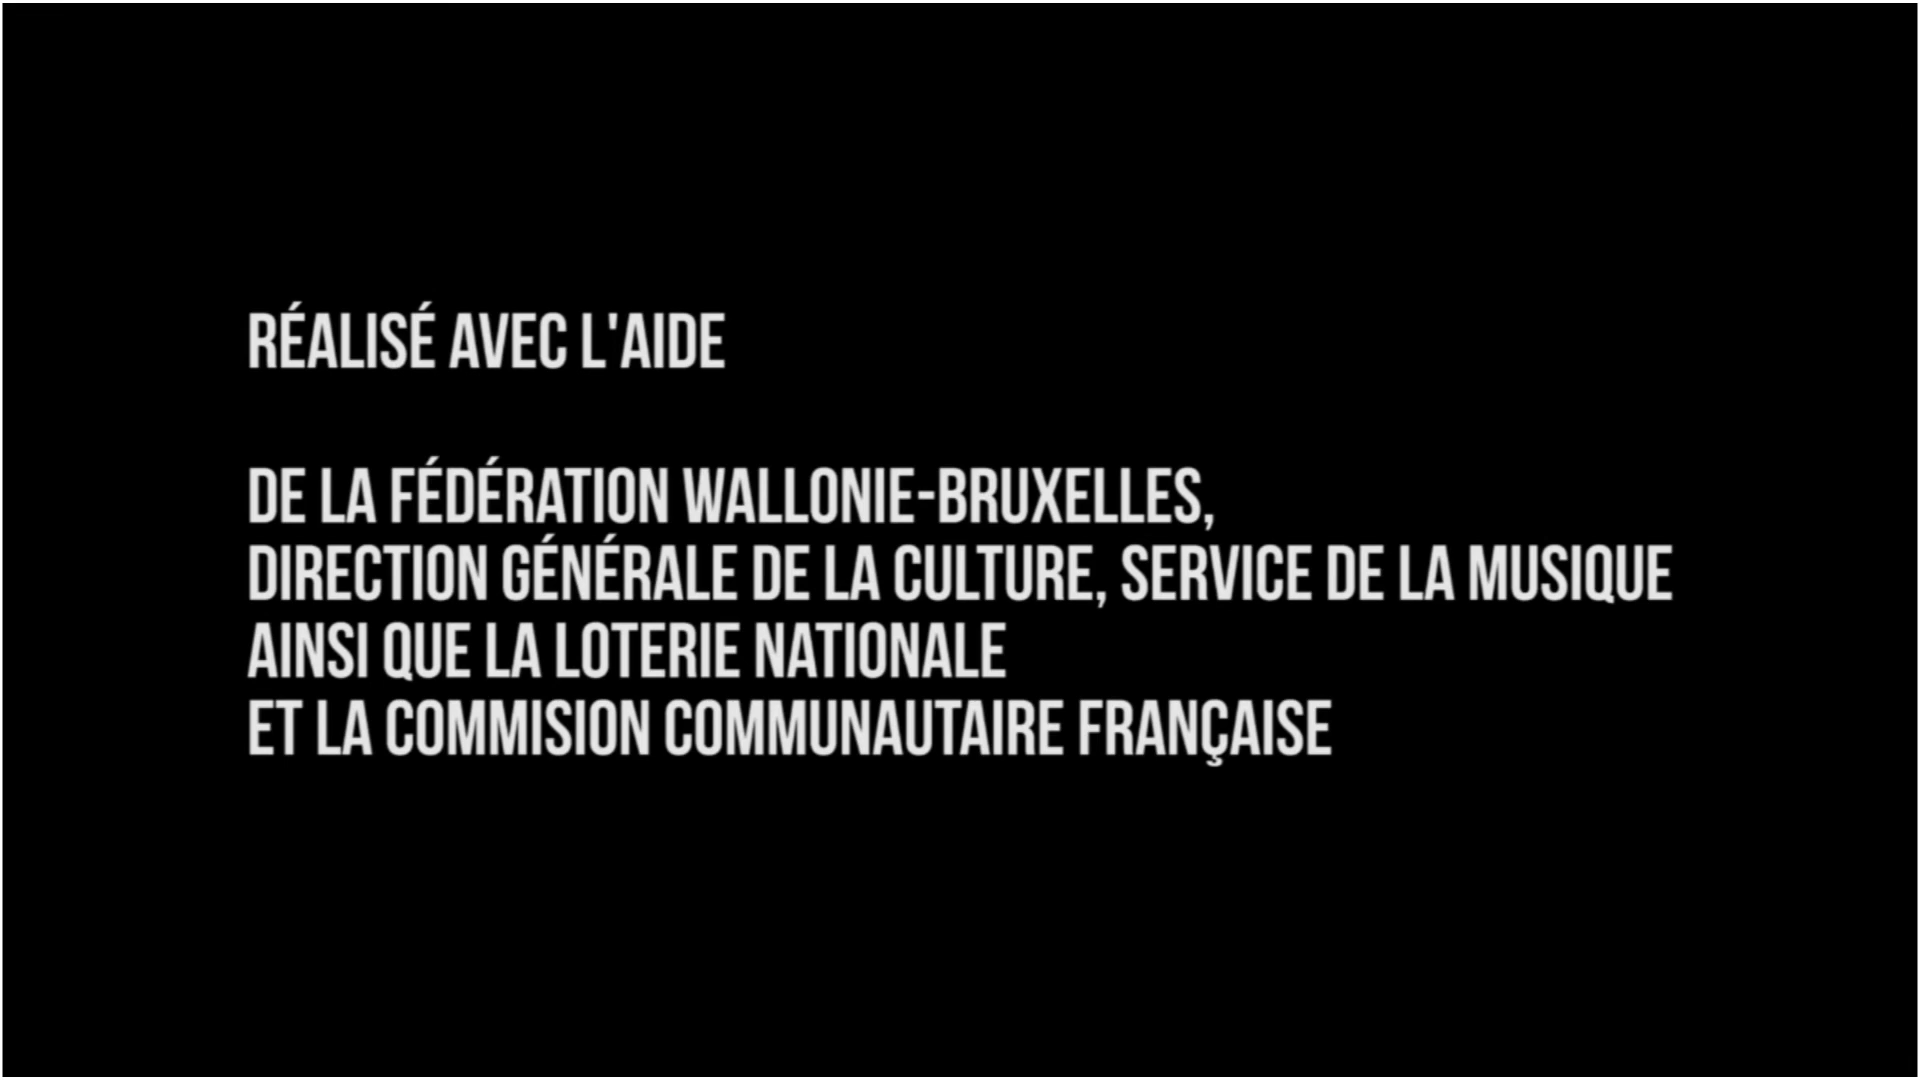 RÉALISÉ AVEC L'AIDE
DE LA FÉDÉRATION WALLONIE-BRUXELLES,
DIRECTION GÉNÉRALE DE LA CULTURE, SERVICE DE LA MUSIQUE
AINSI QUE LA LOTERIE NATIONALE
ET LA COMMISION COMMUNAUTAIRE FRANÇAISE